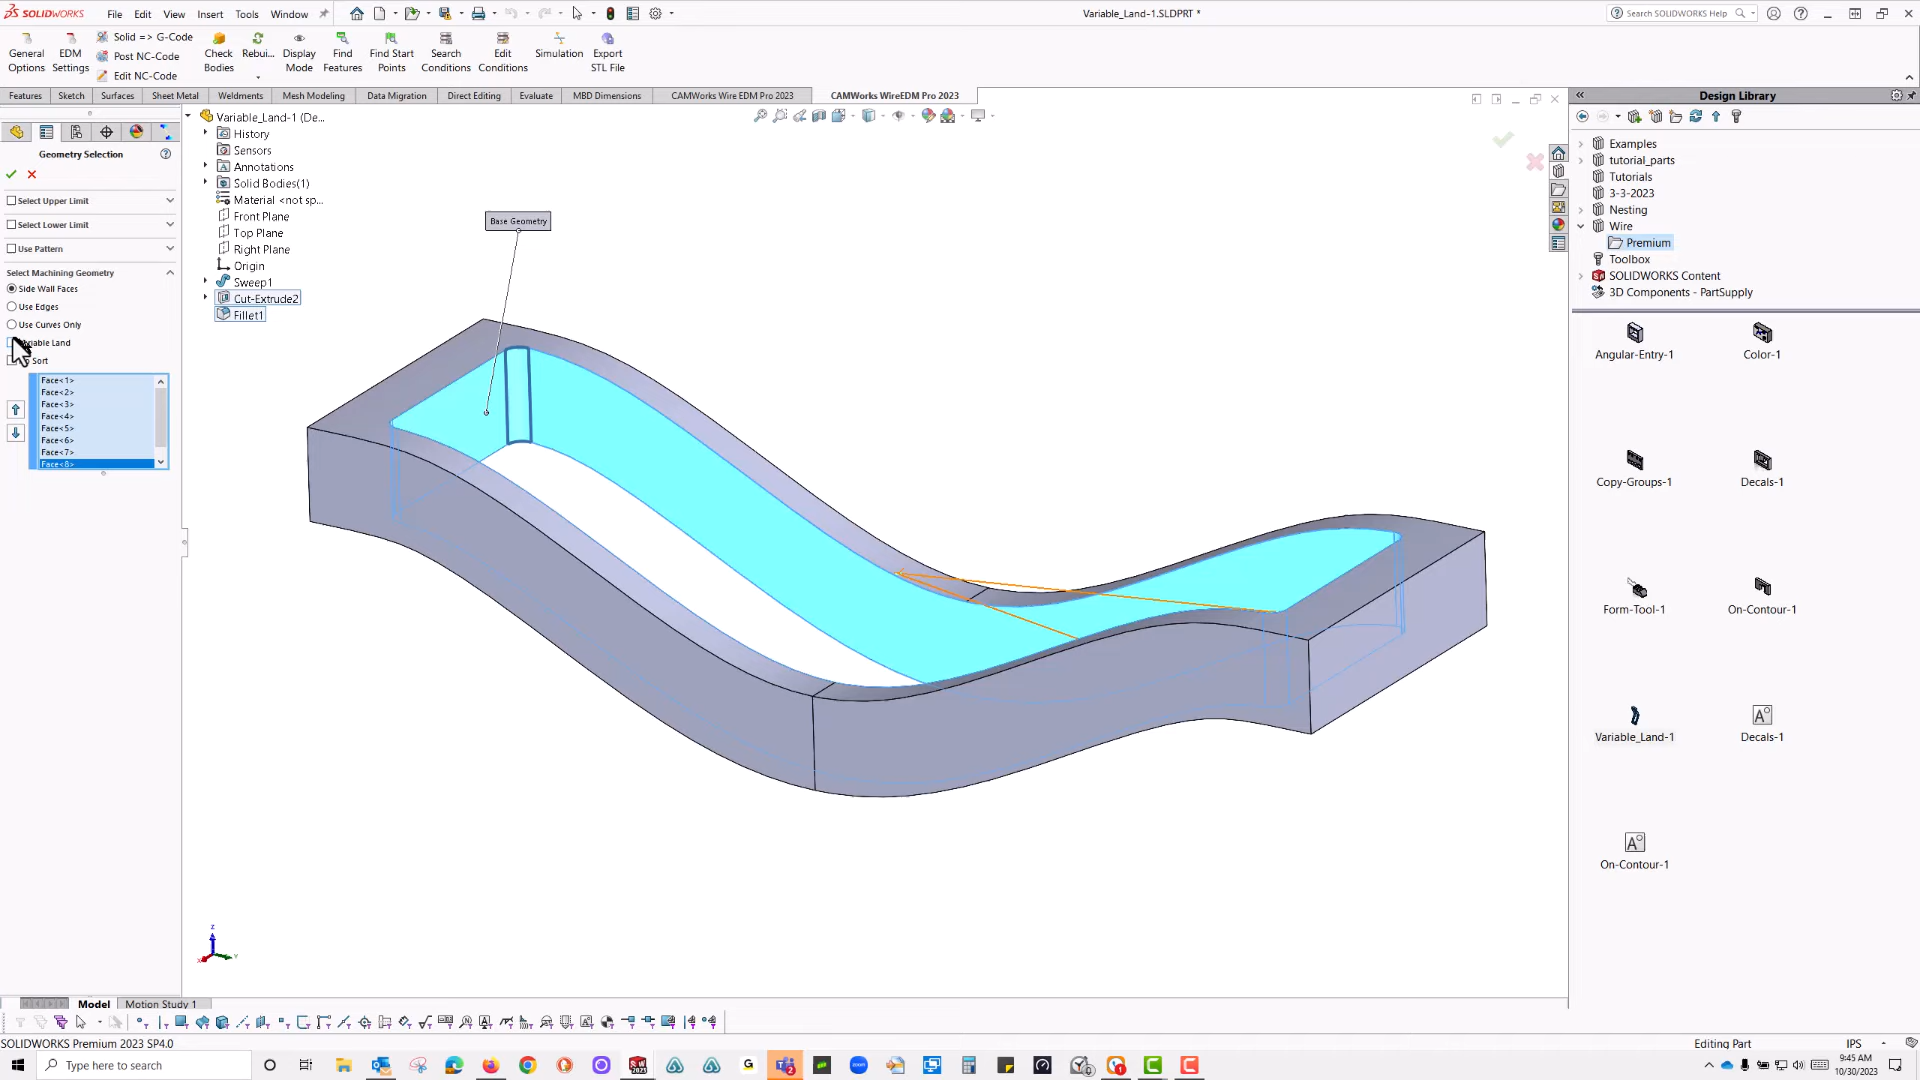 SOLIDWORKS File Edit View Insert Tools Window Variable_Land-1.SLDPRT * Search SOLIDWORKS Help
General Options
EDM Settings
Solid => G-Code
Post NC-Code
Edit NC-Code
Check Bodies
Rebui...
Display Mode
Find Features
Find Start Points
Search Conditions
Edit Conditions
Simulation
Export STL File
Features Sketch Surfaces Sheet Metal Weldments Mesh Modeling Data Migration Direct Editing Evaluate MBD Dimensions CAMWorks Wire EDM Pro 2023 CAMWorks WireEDM Pro 2023
Geometry Selection
Select Upper Limit
Select Lower Limit
Use Pattern
Select Machining Geometry
Side Wall Faces
Use Edges
Use Curves Only
iable Land
Sort
Face<1>
Face<2>
Face<3>
Face<4>
Face<5>
Face<6>
Face<7>
Face<8>
Variable_Land-1 (De...
History
Sensors
Annotations
Solid Bodies(1)
Material <not sp...
Front Plane
Top Plane
Right Plane
Origin
Sweep1
Cut-Extrude2
Fillet1
Base Geometry
Z
Design Library
Examples
tutorial_parts
Tutorials
3-3-2023
Nesting
Wire
Premium
Toolbox
SOLIDWORKS Content
3D Components - PartSupply
Angular-Entry-1
Color-1
Copy-Groups-1
Decals-1
Form-Tool-1
On-Contour-1
Variable_Land-1
Decals-1
On-Contour-1
Model Motion Study 1
SOLIDWORKS Premium 2023 SP4.0
Editing Part IPS
Type here to search
9:45 AM
10/30/2023